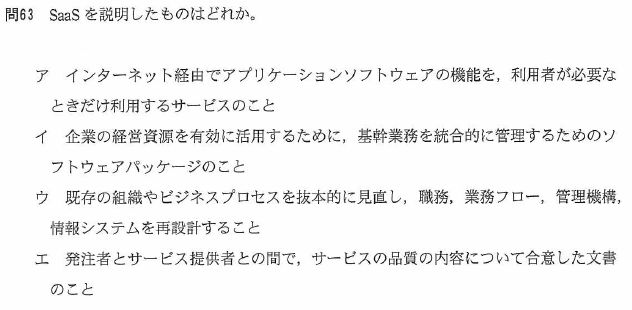 問63 SaaS を説明したものはどれか。
ア インターネット経由でアプリケーションソフトウェアの機能を，利用者が必要な
ときだけ利用するサービスのこと
イ 企業の経営資源を有効に活用するために，基幹業務を統合的に管理するためのソ
フトウェアパッケージのこと
ウ 既存の組織やビジネスプロセスを抜本的に見直し，職務，業務フロー，管理機構，
情報システムを再設計すること
エ 発注者とサービス提供者との間で，サービスの品質の内容について合意した文書
のこと